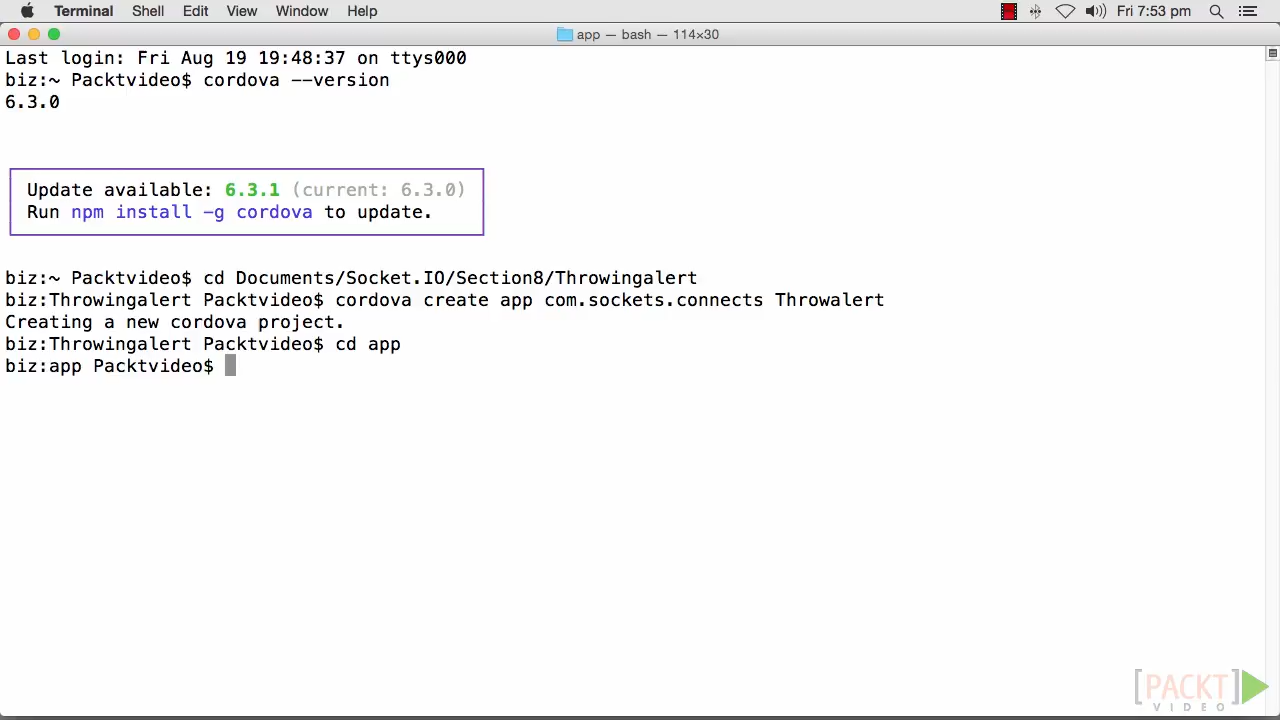 Terminal Shell Edit View Window Help Fri 7:53 pm
app — bash — 114×30
Last login: Fri Aug 19 19:48:37 on ttys000
biz:~ Packtvideo$ cordova --version
6.3.0
Update available: 6.3.1 (current: 6.3.0)
Run npm install -g cordova to update.
biz:~ Packtvideo$ cd Documents/Socket.IO/Section8/Throwingalert
biz:Throwingalert Packtvideo$ cordova create app com.sockets.connects Throwalert
Creating a new cordova project.
biz:Throwingalert Packtvideo$ cd app
biz:app Packtvideo$
[PACKT]
VIDEO